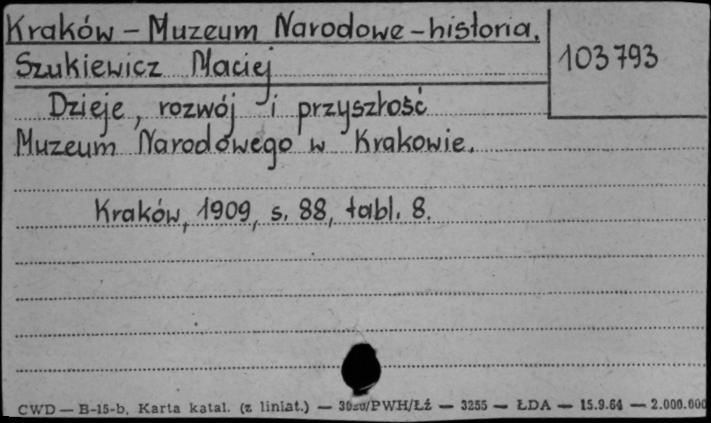 Kraków – Muzeum Narodowe – historia.
103793
Szukiewicz Maciej
Dzieje, rozwój i przyszłość
Muzeum Narodowego w Krakowie.
Kraków, 1909, s. 88, tabl. 8.
CWD — B-15-b, Karta katal. (z liniat.) — /PWH/Łź — 3255 — ŁDA — 15.9.64 — 2.000.000